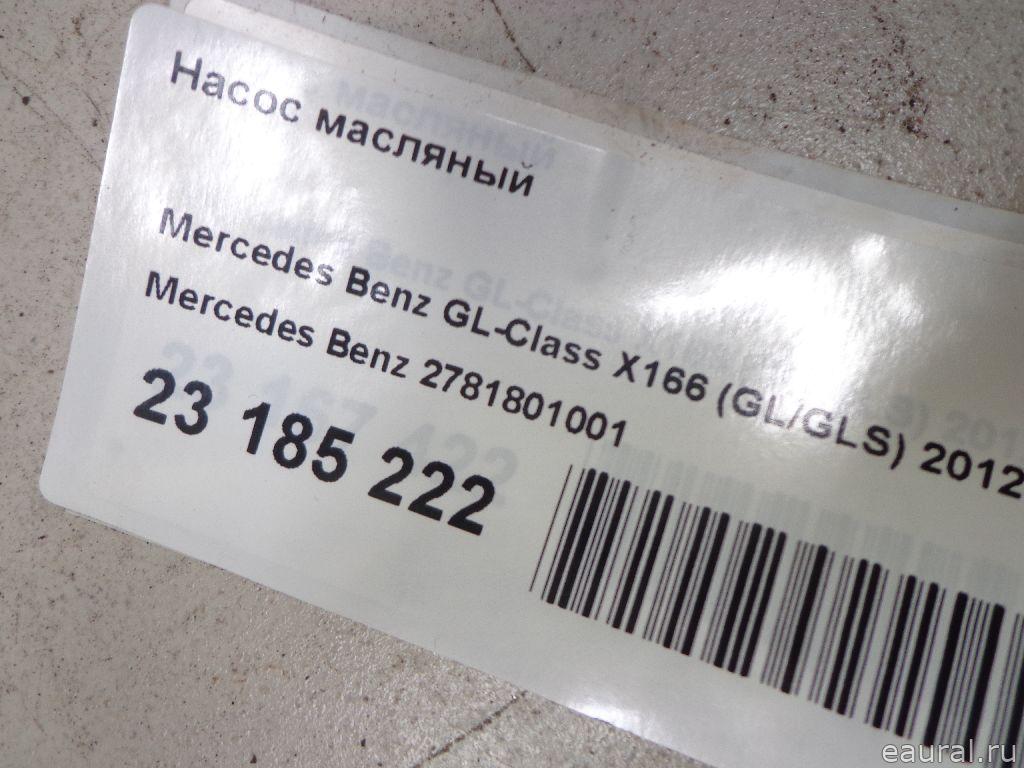 Насос масляный
Mercedes Benz GL-Class X166 (GL/GLS) 2012
Mercedes Benz 2781801001
23 185 222
eaural.ru